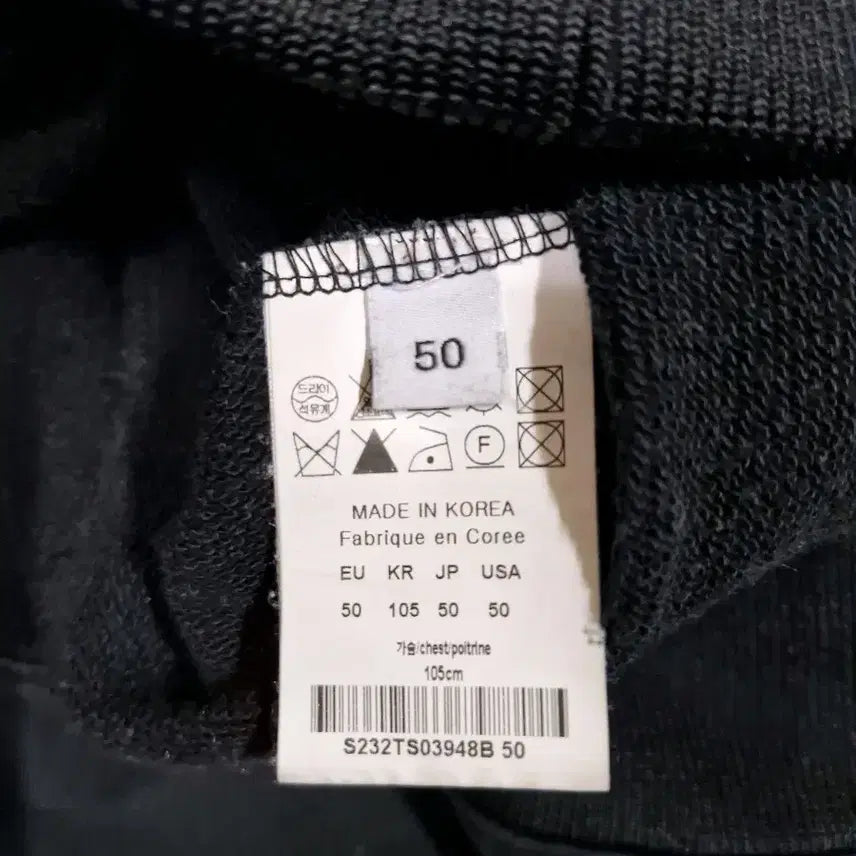 50
드라이
석유계
F
MADE IN KOREA
Fabrique en Coree
EU KR JP USA
50 105 50 50
가슴/chest/poitrine
105cm
S232TS03948B 50